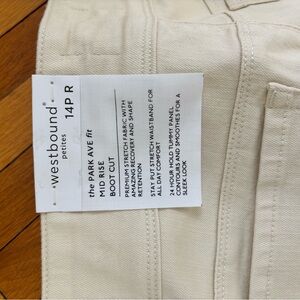 westbound®
petites
14P R
the PARK AVE fit
MID RISE
BOOT CUT
PREMIUM STRETCH FABRIC WITH
AMAZING RECOVERY AND SHAPE
RETENTION
STAY PUT STRETCH WAISTBAND FOR
ALL DAY COMFORT
24 HOUR HOLD TUMMY PANEL
CONTOURS AND SMOOTHES FOR A
SLEEK LOOK